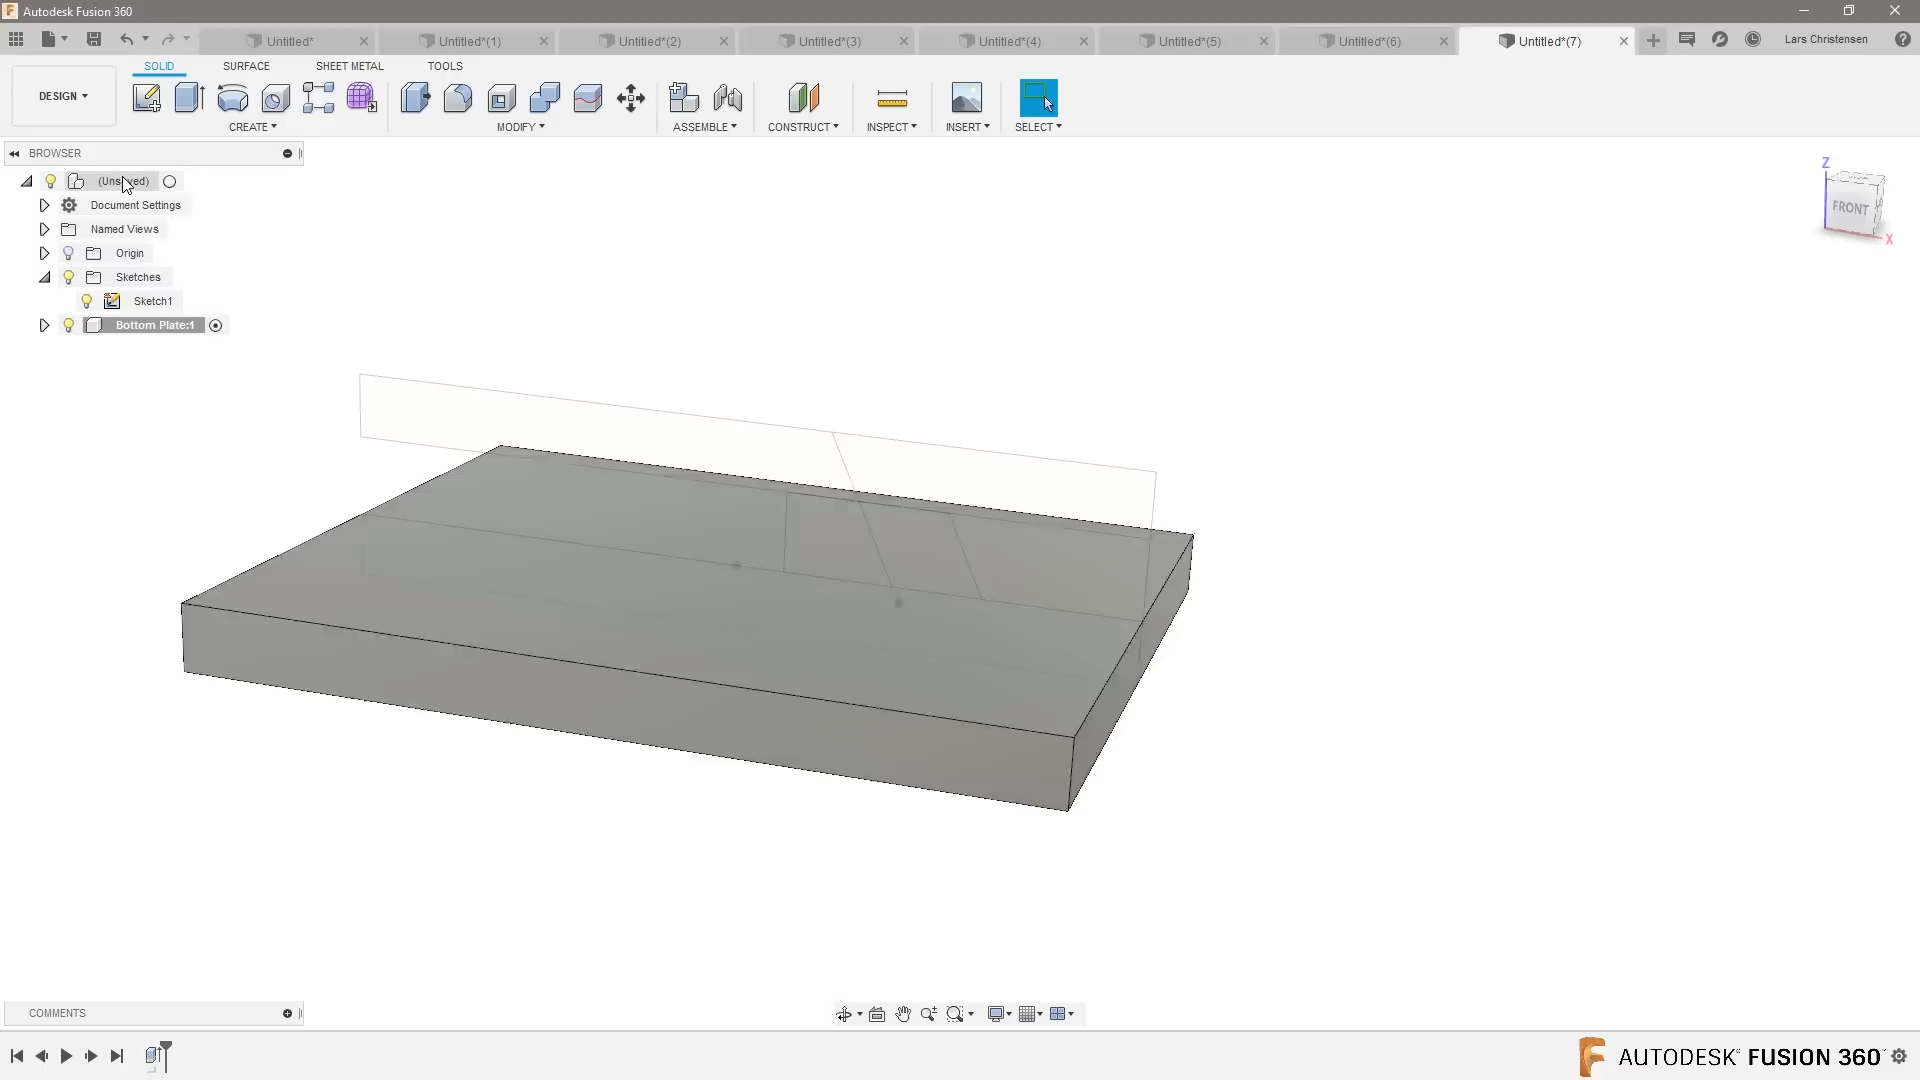 Autodesk Fusion 360
Untitled*
Untitled*(1)
Untitled*(2)
Untitled*(3)
Untitled*(4)
Untitled*(5)
Untitled*(6)
Untitled*(7)
Lars Christensen
SOLID
SURFACE
SHEET METAL
TOOLS
DESIGN
CREATE
MODIFY
ASSEMBLE
CONSTRUCT
INSPECT
INSERT
SELECT
BROWSER
Z
FRONT
X
Document Settings
Named Views
Origin
Sketches
Sketch1
Bottom Plate:1
COMMENTS
AUTODESK® FUSION 360™